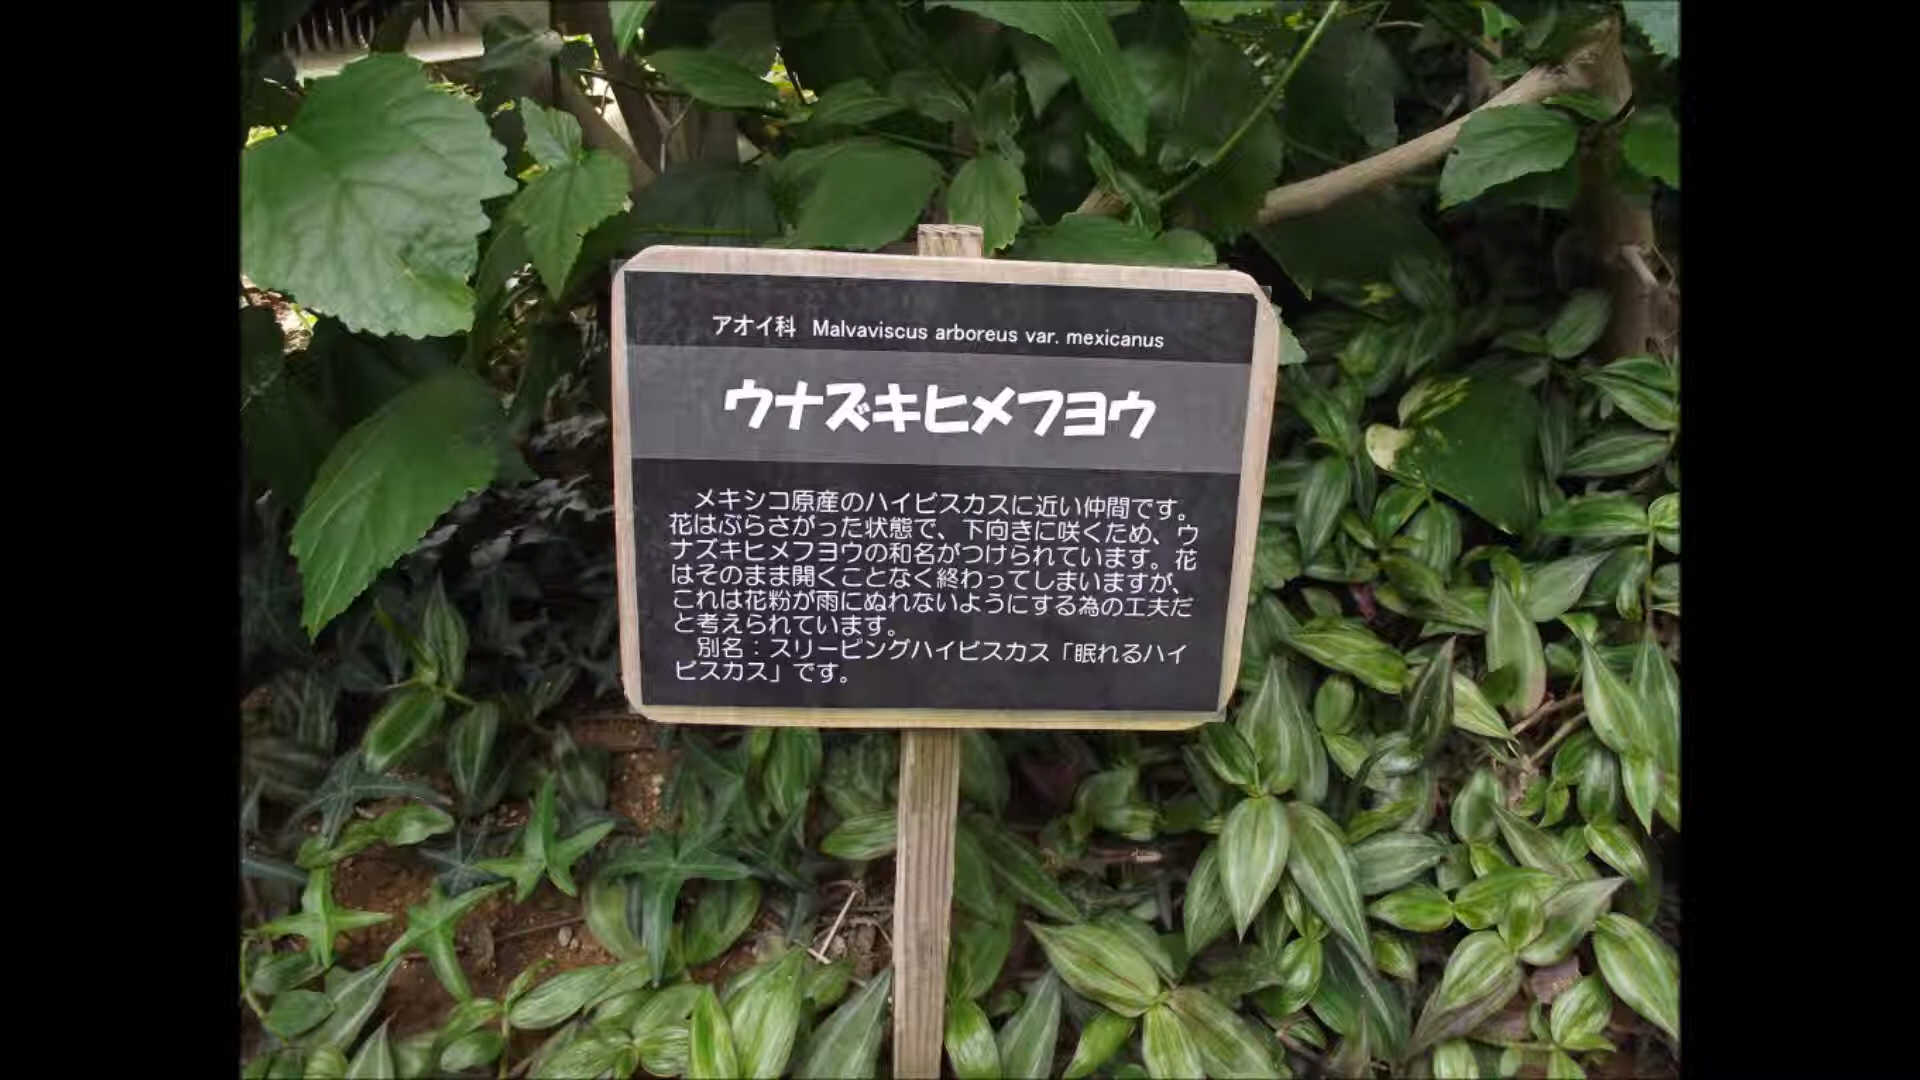 アオイ科 Malvaviscus arboreus var. mexicanus
ウナズキヒメフヨウ
メキシコ原産のハイビスカスに近い仲間です。
花はぶらさがった状態で、下向きに咲くため、ウ
ナズキヒメフヨウの和名がつけられています。花
はそのまま開くことなく終わってしまいますが、
これは花粉が雨にぬれないようにする為の工夫だ
と考えられています。
別名：スリーピングハイビスカス「眠れるハイ
ビスカス」です。